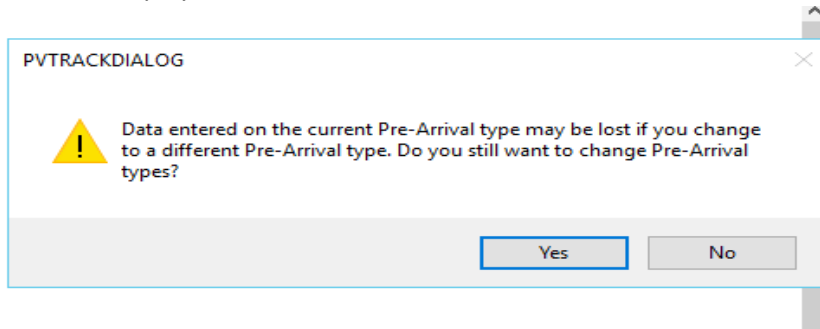 PVTRACKDIALOG
Data entered on the current Pre-Arrival type may be lost if you change
to a different Pre-Arrival type. Do you still want to change Pre-Arrival
types?
Yes
No